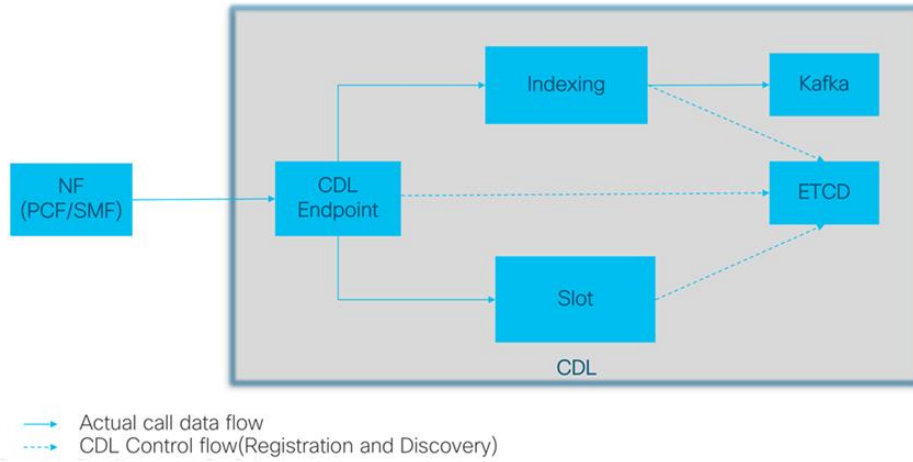 Indexing
Kafka
NF
(PCF/SMF)
CDL
Endpoint
ETCD
Slot
CDL
Actual call data flow
CDL Control flow(Registration and Discovery)